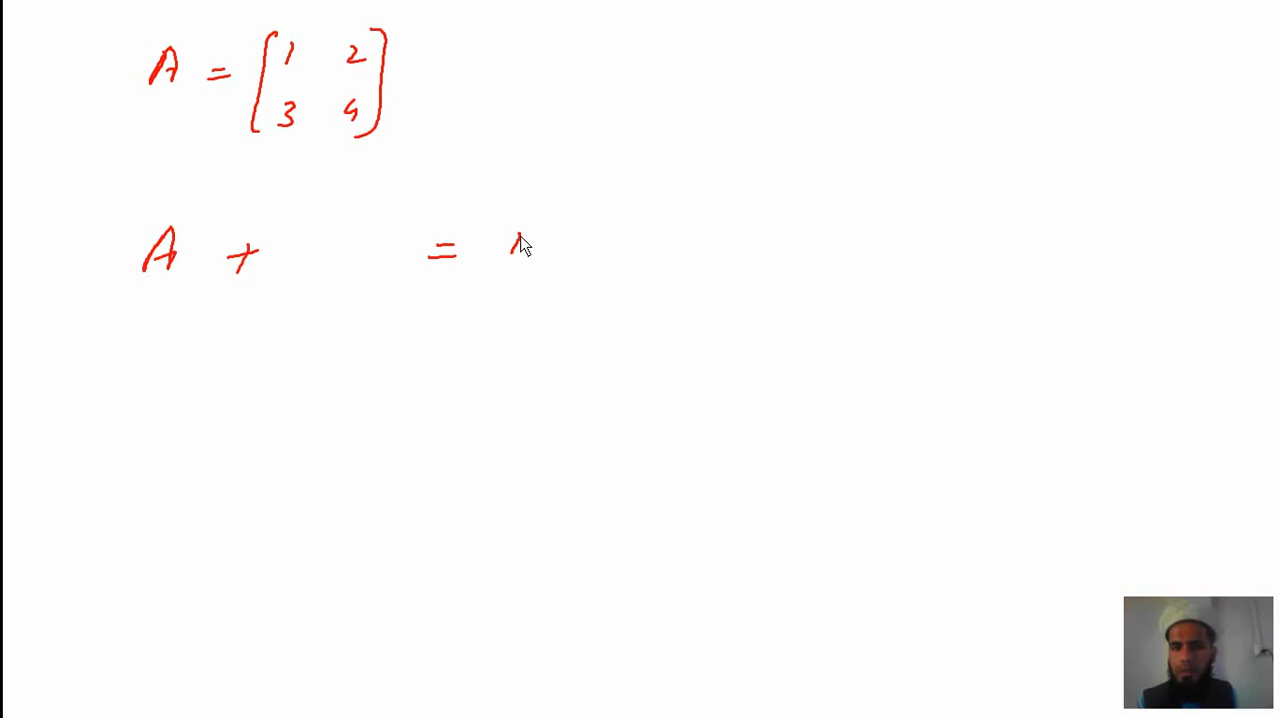 A = [1 2
3 4]
A + =